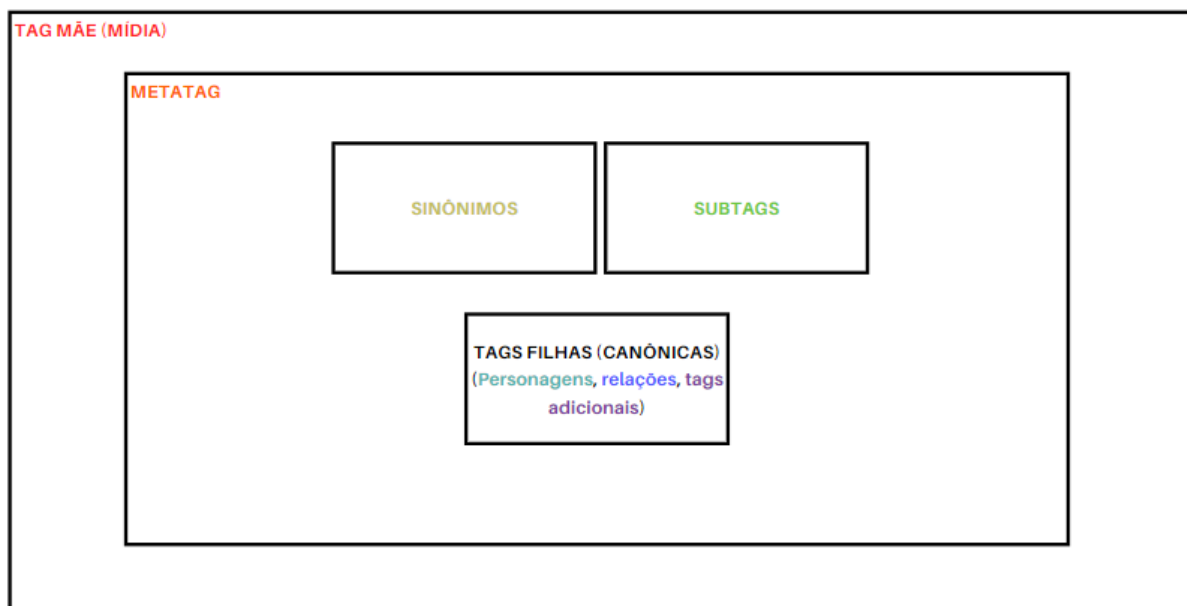 TAG MÃE (MÍDIA)
METATAG
SINÔNIMOS
SUBTAGS
TAGS FILHAS (CANÔNICAS)
(Personagens, relações, tags
adicionais)